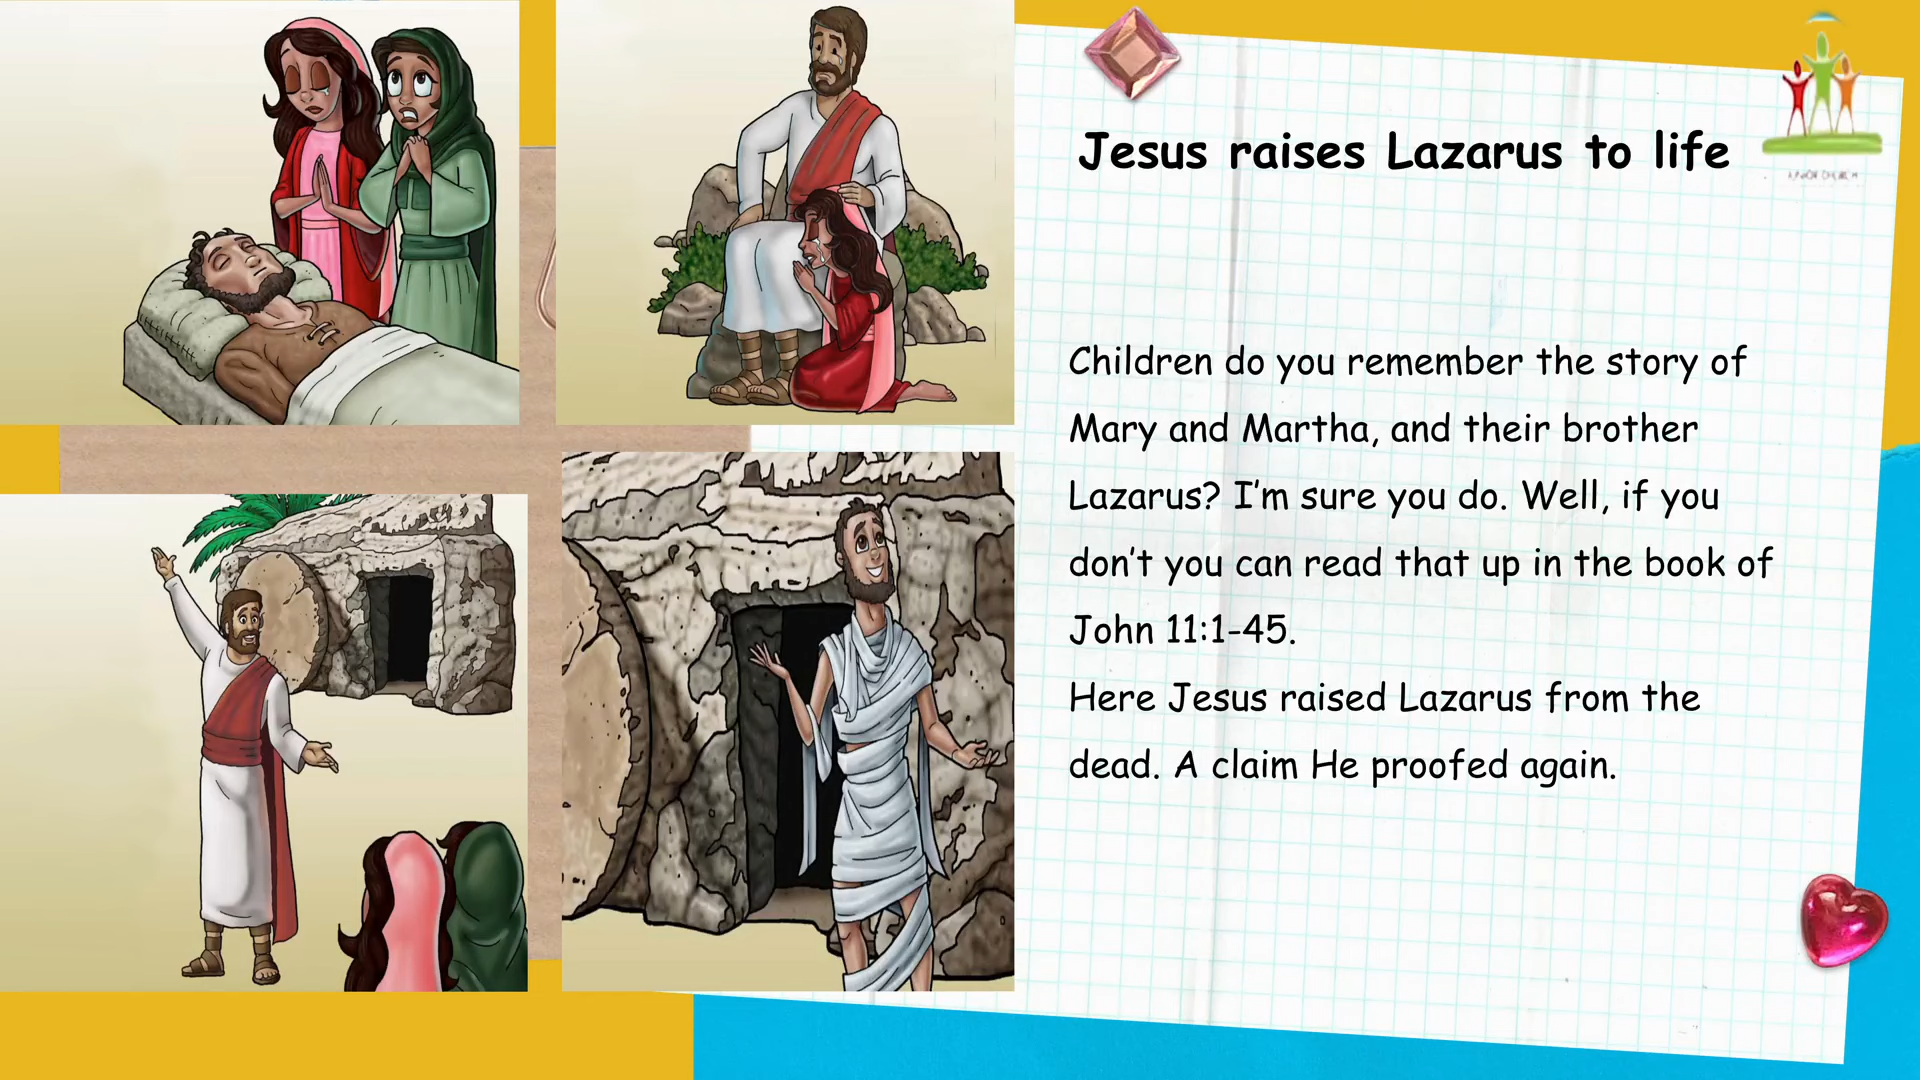 Jesus raises Lazarus to life
Children do you remember the story of
Mary and Martha, and their brother
Lazarus? I'm sure you do. Well, if you
don't you can read that up in the book of
John 11:1-45.
Here Jesus raised Lazarus from the
dead. A claim He proofed again.
JUNIOR CHURCH